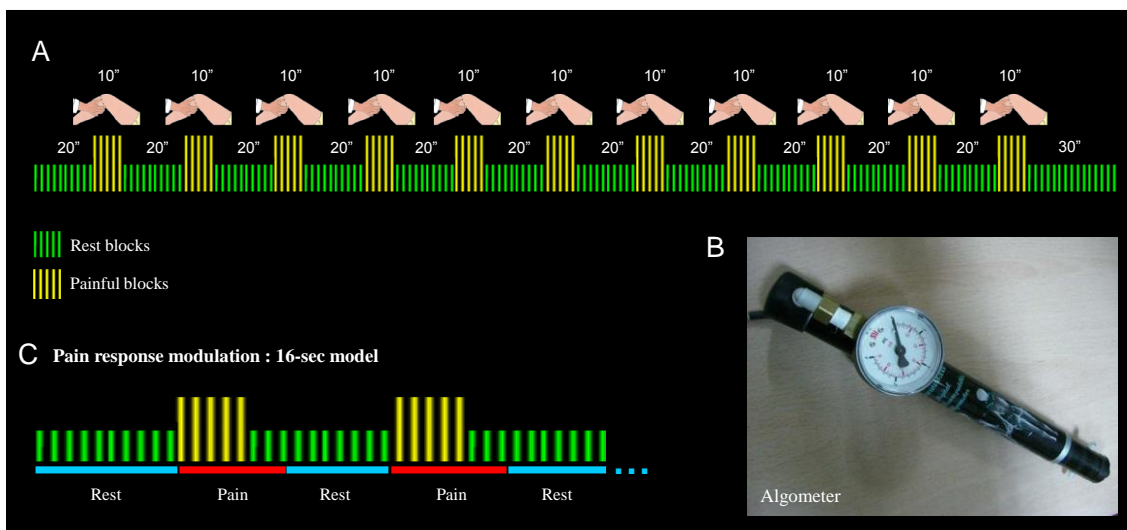 A
10” 10” 10” 10” 10” 10” 10” 10” 10” 10” 10”
20” 20” 20” 20” 20” 20” 20” 20” 20” 20” 20” 30”
Rest blocks
Painful blocks
B
Algometer
C Pain response modulation : 16-sec model
Rest Pain Rest Pain Rest